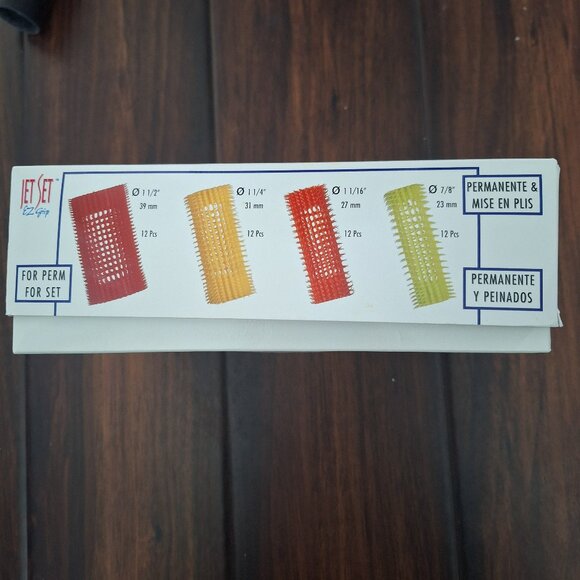 JET SET™
EZ Grip
Ø 1 1/2"
39 mm
12 Pcs
Ø 1 1/4"
31 mm
12 Pcs
Ø 1 1/16"
27 mm
12 Pcs
Ø 7/8"
23 mm
12 Pcs
PERMANENTE &
MISE EN PLIS
FOR PERM
FOR SET
PERMANENTE
Y PEINADOS